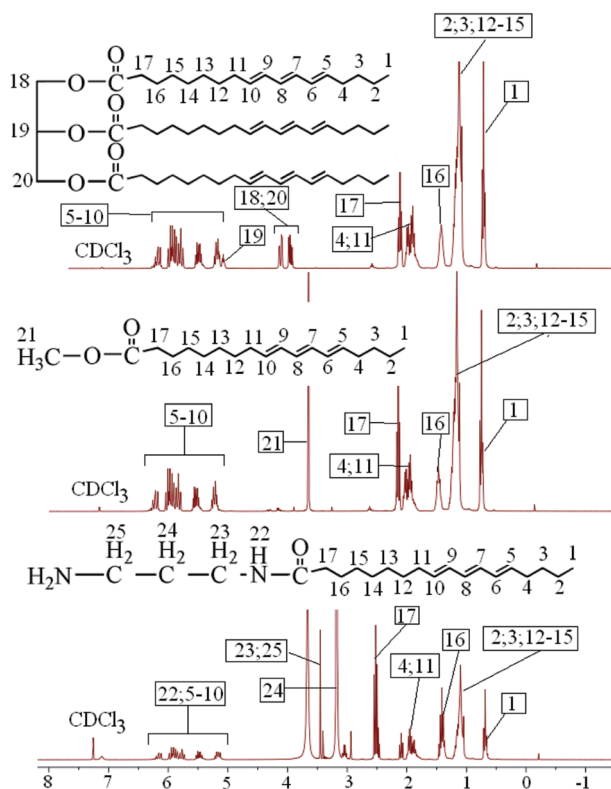 2;3;12-15
O
17 15 13 11 9 7 5 3 1
18 O C
16 14 12 10 8 6 4 2
1
O
19 O C
17
16
O
20 O C
18;20
5-10
4;11
19
CDCl3
21 O
17 15 13 11 9 7 5 3 1
2;3;12-15
H3C O C
16 14 12 10 8 6 4 2
5-10
17
16
1
21
4;11
CDCl3
25 24 23 22
H2 H2 H2 H O
17 15 13 11 9 7 5 3 1
H2N C C C N C
16 14 12 10 8 6 4 2
17
2;3;12-15
23;25
16
4;11
24
1
22;5-10
CDCl3
8 7 6 5 4 3 2 1 0 -1